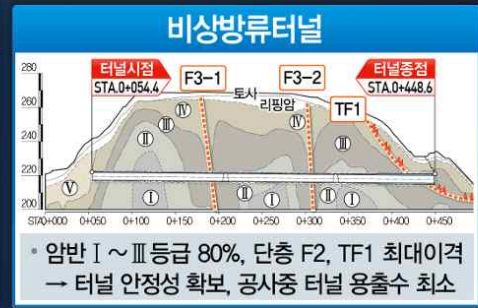 비상방류터널
280
260
240
220
200
터널시점
STA.0+054.4
F3-1
토사
F3-2
리핑암
터널종점
STA.0+448.6
TF1
Ⅳ
Ⅲ
Ⅱ
Ⅴ
Ⅰ
Ⅱ
Ⅰ
Ⅳ
Ⅲ
Ⅱ
Ⅰ
STA0+000 0+050 0+100 0+150 0+200 0+250 0+300 0+350 0+400 0+450
• 암반 Ⅰ~Ⅲ등급 80%, 단층 F2, TF1 최대이격
→ 터널 안정성 확보, 공사중 터널 용출수 최소